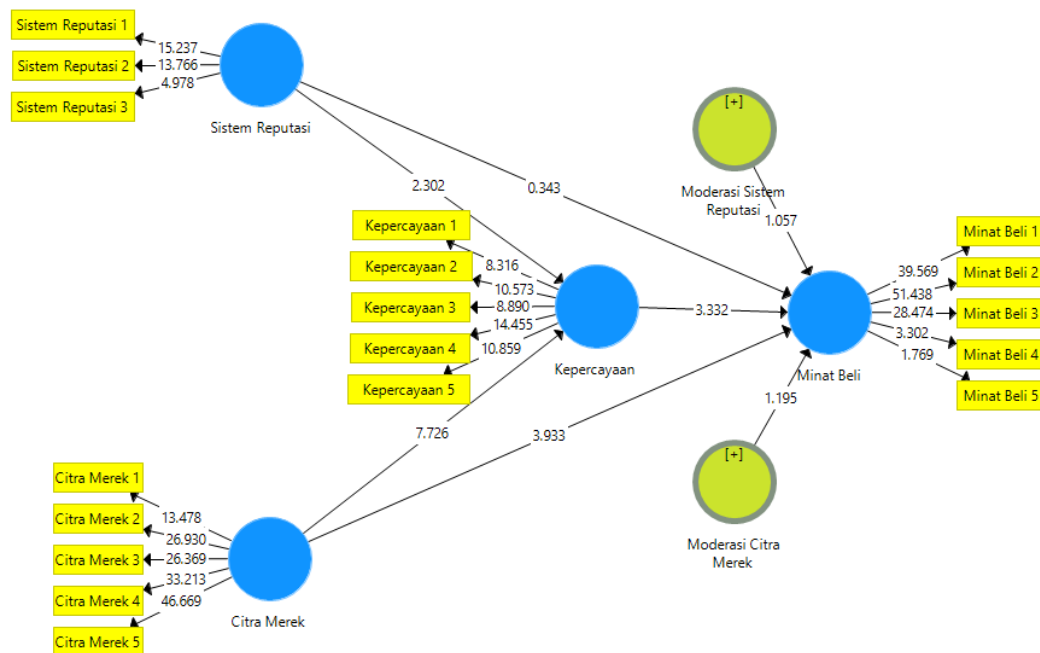 Sistem Reputasi 1
Sistem Reputasi 2
Sistem Reputasi 3
15.237
13.766
4.978
Sistem Reputasi
[+]
Moderasi Sistem
Reputasi
2.302
0.343
1.057
Kepercayaan 1
Kepercayaan 2
Kepercayaan 3
Kepercayaan 4
Kepercayaan 5
8.316
10.573
8.890
14.455
10.859
Kepercayaan
3.332
Minat Beli
39.569
51.438
28.474
3.302
1.769
Minat Beli 1
Minat Beli 2
Minat Beli 3
Minat Beli 4
Minat Beli 5
7.726
3.933
1.195
[+]
Moderasi Citra
Merek
Citra Merek 1
Citra Merek 2
Citra Merek 3
Citra Merek 4
Citra Merek 5
13.478
26.930
26.369
33.213
46.669
Citra Merek